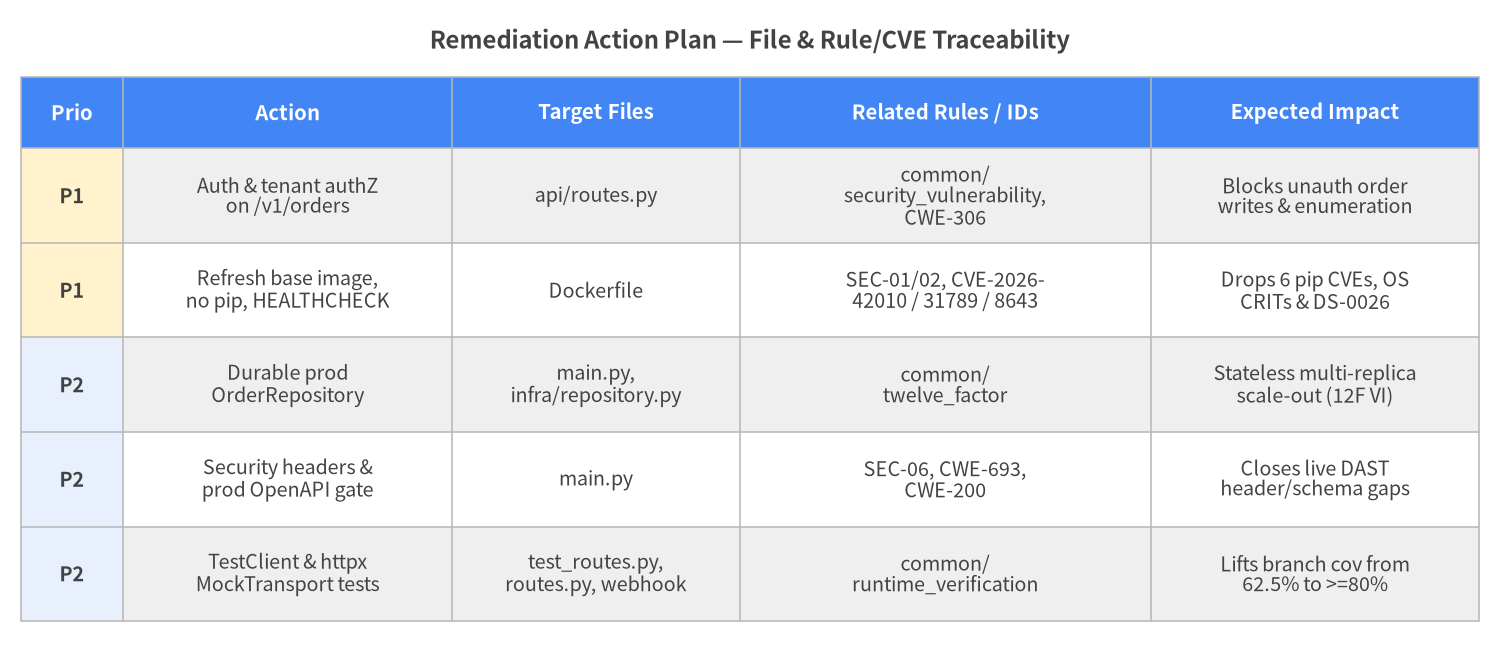 Remediation Action Plan — File & Rule/CVE Traceability
Prio
Action
Target Files
Related Rules / IDs
Expected Impact
P1
Auth & tenant authZ
on /v1/orders
api/routes.py
common/
security_vulnerability,
CWE-306
Blocks unauth order
writes & enumeration
P1
Refresh base image,
no pip, HEALTHCHECK
Dockerfile
SEC-01/02, CVE-2026-
42010 / 31789 / 8643
Drops 6 pip CVEs, OS
CRITs & DS-0026
P2
Durable prod
OrderRepository
main.py,
infra/repository.py
common/
twelve_factor
Stateless multi-replica
scale-out (12F VI)
P2
Security headers &
prod OpenAPI gate
main.py
SEC-06, CWE-693,
CWE-200
Closes live DAST
header/schema gaps
P2
TestClient & httpx
MockTransport tests
test_routes.py,
routes.py, webhook
common/
runtime_verification
Lifts branch cov from
62.5% to >=80%